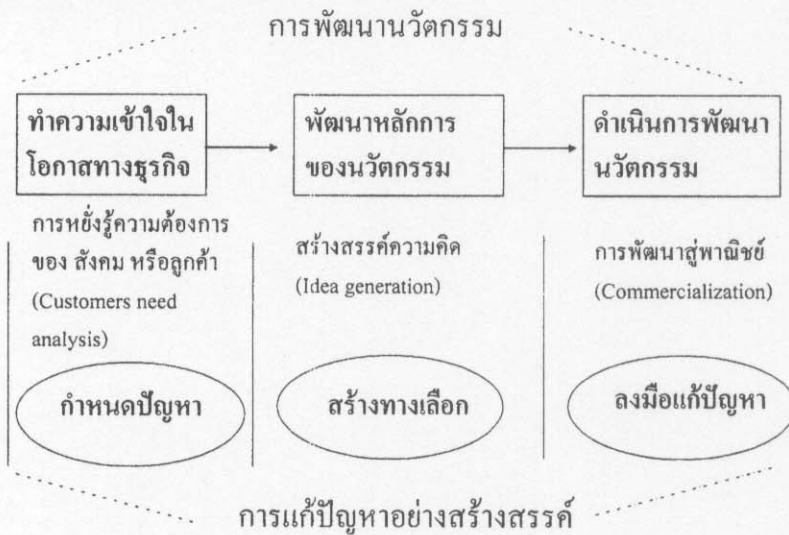 การพัฒนานวัตกรรม
ทำความเข้าใจใน
โอกาสทางธุรกิจ
พัฒนาหลักการ
ของนวัตกรรม
ดำเนินการพัฒนา
นวัตกรรม
การหยั่งรู้ความต้องการ
ของ สังคม หรือลูกค้า
(Customers need
analysis)
สร้างสรรค์ความคิด
(Idea generation)
การพัฒนาสู่พาณิชย์
(Commercialization)
กำหนดปัญหา
สร้างทางเลือก
ลงมือแก้ปัญหา
การแก้ปัญหาอย่างสร้างสรรค์